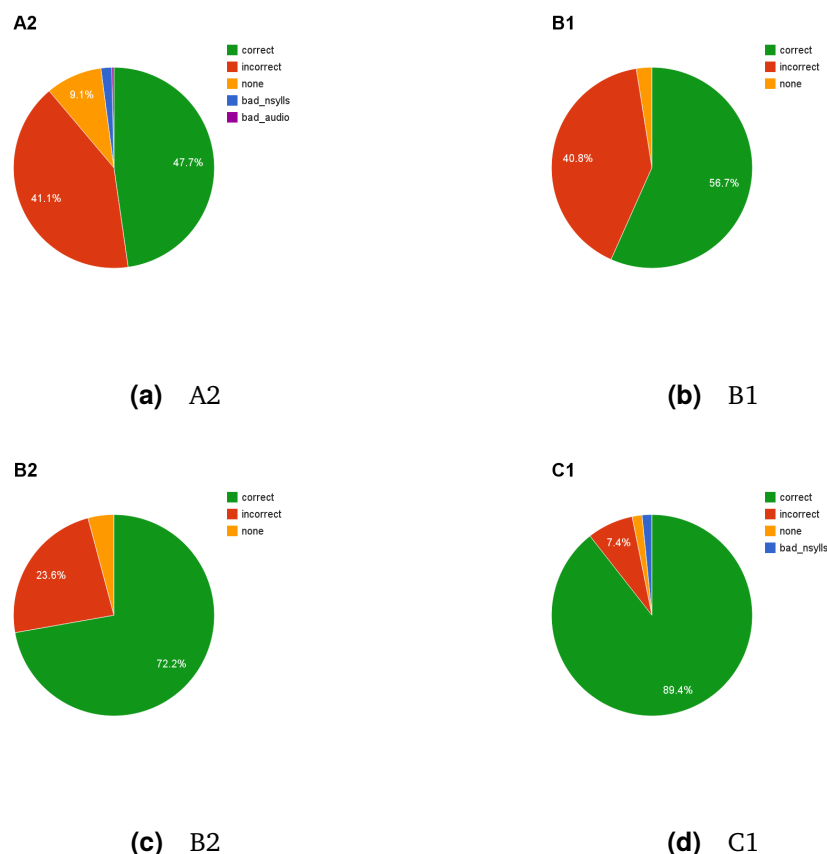 A2
correct
incorrect
none
bad_nsylls
bad_audio
9.1%
47.7%
41.1%
(a) A2
B1
correct
incorrect
none
40.8%
56.7%
(b) B1
B2
correct
incorrect
none
23.6%
72.2%
(c) B2
C1
correct
incorrect
none
bad_nsylls
7.4%
89.4%
(d) C1